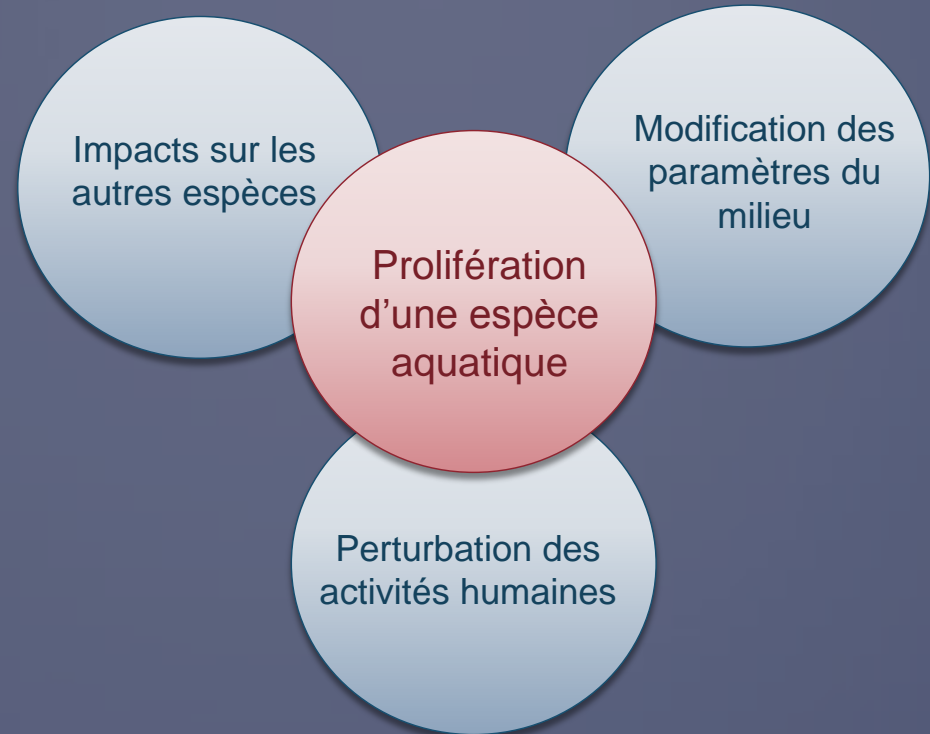 Impacts sur les
autres espèces
Modification des
paramètres du
milieu
Prolifération
d’une espèce
aquatique
Perturbation des
activités humaines